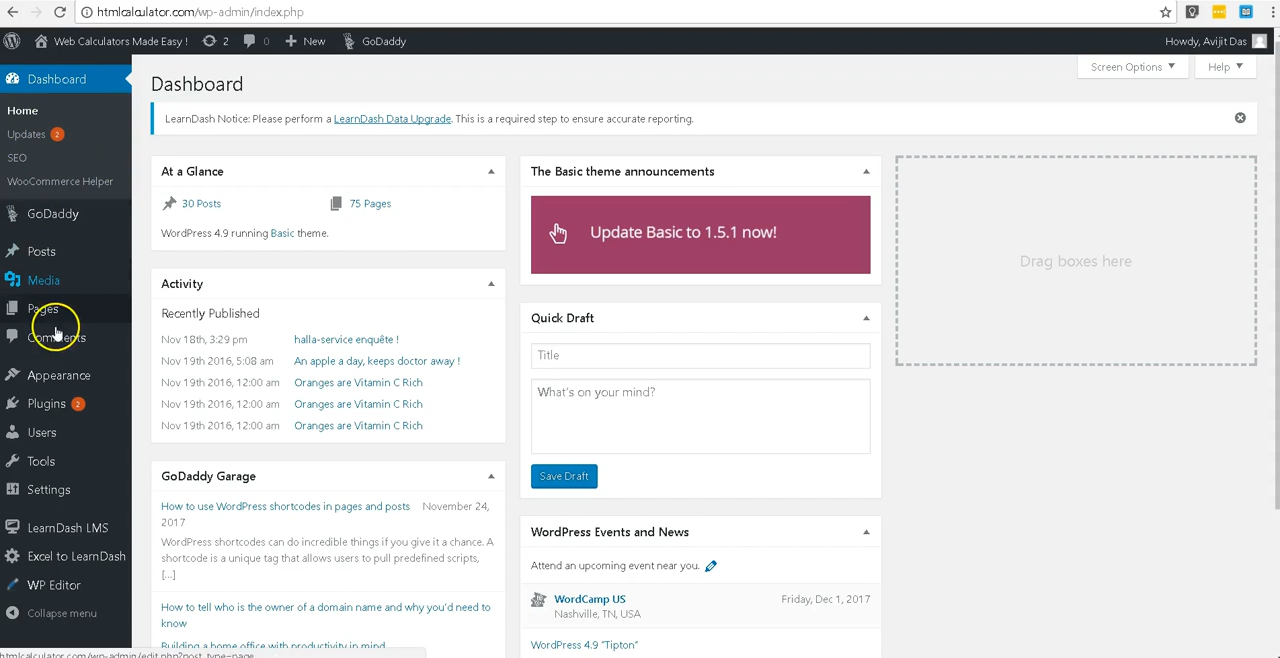 htmlcalculator.com/wp-admin/index.php
Web Calculators Made Easy ! 2 0 New GoDaddy Howdy, Avijit Das
Dashboard
Home
Updates 2
SEO
WooCommerce Helper
GoDaddy
Posts
Media
Pages
Comments
Appearance
Plugins 2
Users
Tools
Settings
LearnDash LMS
Excel to LearnDash
WP Editor
Collapse menu
htmlcalculator.com/wp-admin/edit.php?post_type=page
Screen Options Help
Dashboard
LearnDash Notice: Please perform a LearnDash Data Upgrade. This is a required step to ensure accurate reporting.
At a Glance
30 Posts 75 Pages
WordPress 4.9 running Basic theme.
Activity
Recently Published
Nov 18th, 3:29 pm halla-service enquête !
Nov 19th 2016, 5:08 am An apple a day, keeps doctor away !
Nov 19th 2016, 12:00 am Oranges are Vitamin C Rich
Nov 19th 2016, 12:00 am Oranges are Vitamin C Rich
Nov 19th 2016, 12:00 am Oranges are Vitamin C Rich
GoDaddy Garage
How to use WordPress shortcodes in pages and posts November 24,
2017
WordPress shortcodes can do incredible things if you give it a chance. A
shortcode is a unique tag that allows users to pull predefined scripts,
[...]
How to tell who is the owner of a domain name and why you'd need to
know
Building a home office with productivity in mind
The Basic theme announcements
Update Basic to 1.5.1 now!
Quick Draft
Title
What's on your mind?
Save Draft
WordPress Events and News
Attend an upcoming event near you.
WordCamp US Friday, Dec 1, 2017
Nashville, TN, USA
WordPress 4.9 "Tipton"
Drag boxes here